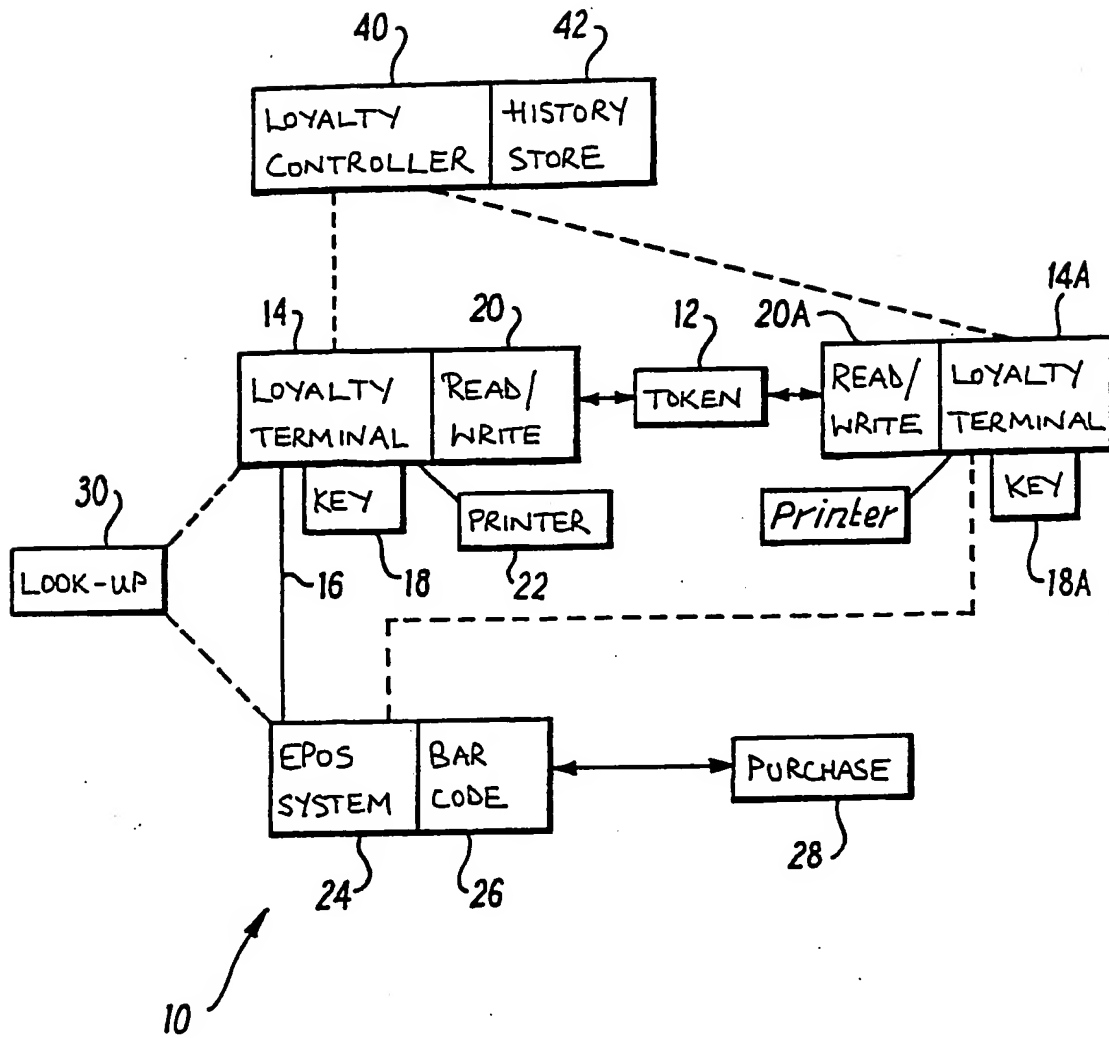 40
42
LOYALTY
CONTROLLER
HISTORY
STORE
14
20
12
20A
14A
LOYALTY
TERMINAL
READ/
WRITE
TOKEN
READ/
WRITE
LOYALTY
TERMINAL
30
KEY
PRINTER
Printer
KEY
LOOK-UP
16
18
22
18A
EPOS
SYSTEM
BAR
CODE
PURCHASE
24
26
28
10